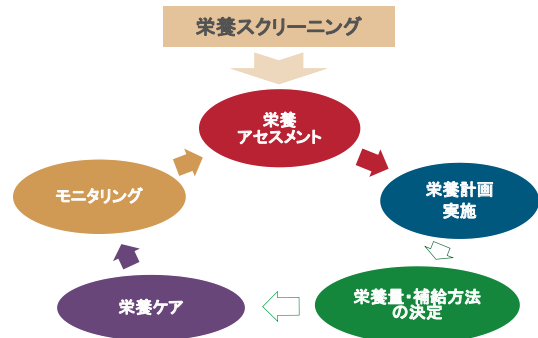 栄養スクリーニング
栄養
アセスメント
栄養計画
実施
栄養量・補給方法
の決定
栄養ケア
モニタリング